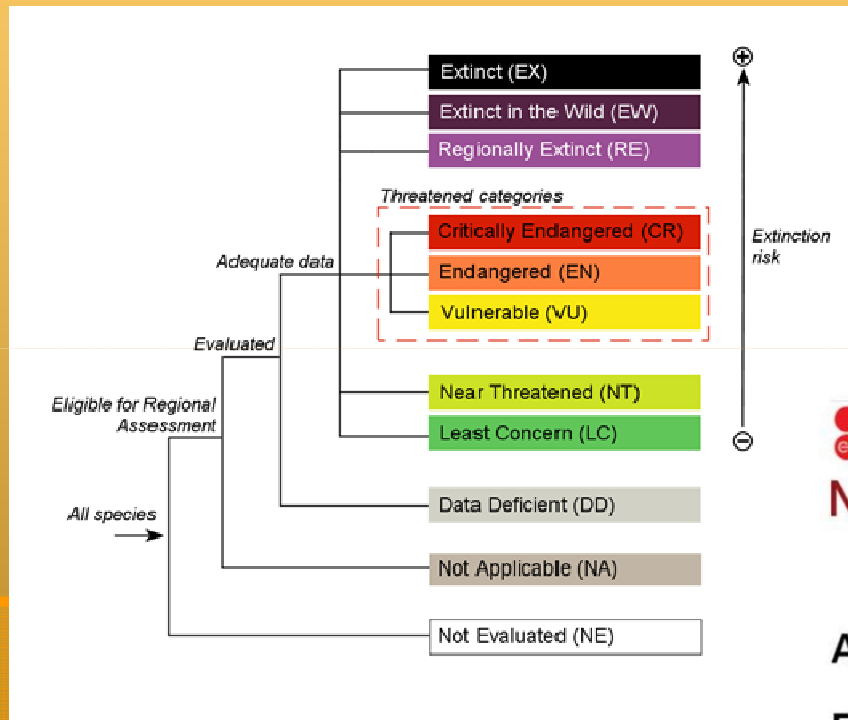 Extinct (EX)
Extinct in the Wild (EW)
Regionally Extinct (RE)
Threatened categories
Critically Endangered (CR)
Extinction
risk
Adequate data
Endangered (EN)
Vulnerable (VU)
Evaluated
Near Threatened (NT)
Eligible for Regional
Assessment
Least Concern (LC)
Data Deficient (DD)
All species
Not Applicable (NA)
Not Evaluated (NE)